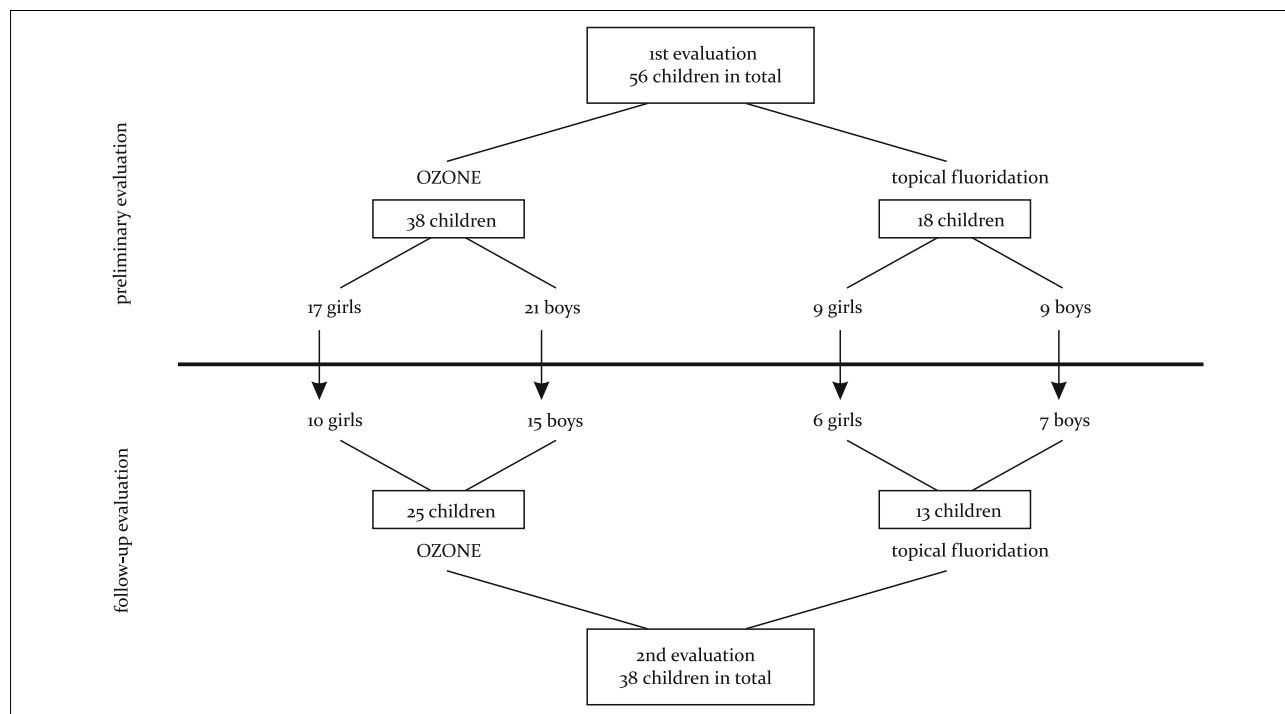 1st evaluation
56 children in total
preliminary evaluation
OZONE
topical fluoridation
38 children
18 children
17 girls
21 boys
9 girls
9 boys
10 girls
15 boys
6 girls
7 boys
follow-up evaluation
25 children
13 children
OZONE
topical fluoridation
2nd evaluation
38 children in total